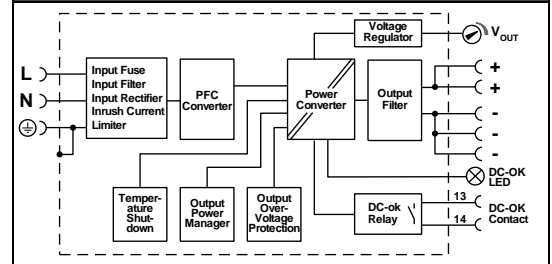 Voltage
Regulator
VOUT
L
N
Input Fuse
Input Filter
Input Rectifier
Inrush Current
Limiter
PFC
Converter
Power
Converter
Output
Filter
+
+
-
-
-
DC-OK
LED
Temper-
ature
Shut-
down
Output
Power
Manager
Output
Over-
Voltage
Protection
DC-ok
Relay
13
14
DC-OK
Contact